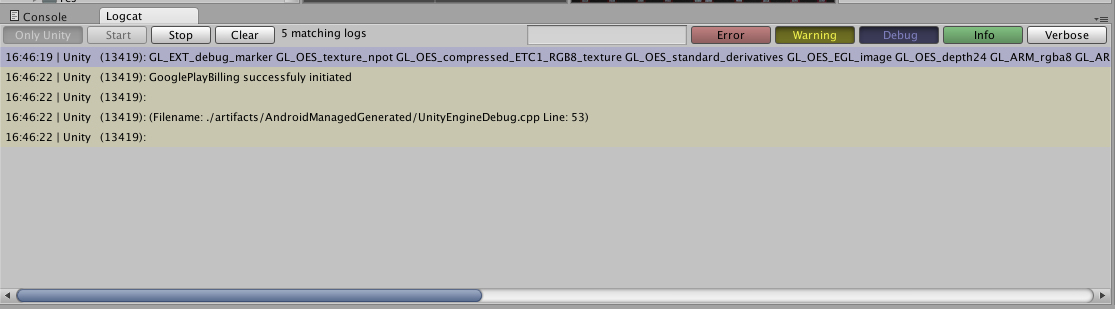 Console Logcat
Only Unity Start Stop Clear 5 matching logs Error Warning Debug Info Verbose
16:46:19 | Unity (13419): GL_EXT_debug_marker GL_OES_texture_npot GL_OES_compressed_ETC1_RGB8_texture GL_OES_standard_derivatives GL_OES_EGL_image GL_OES_depth24 GL_ARM_rgba8 GL_AR
16:46:22 | Unity (13419): GooglePlayBilling successfuly initiated
16:46:22 | Unity (13419):
16:46:22 | Unity (13419): (Filename: ./artifacts/AndroidManagedGenerated/UnityEngineDebug.cpp Line: 53)
16:46:22 | Unity (13419):